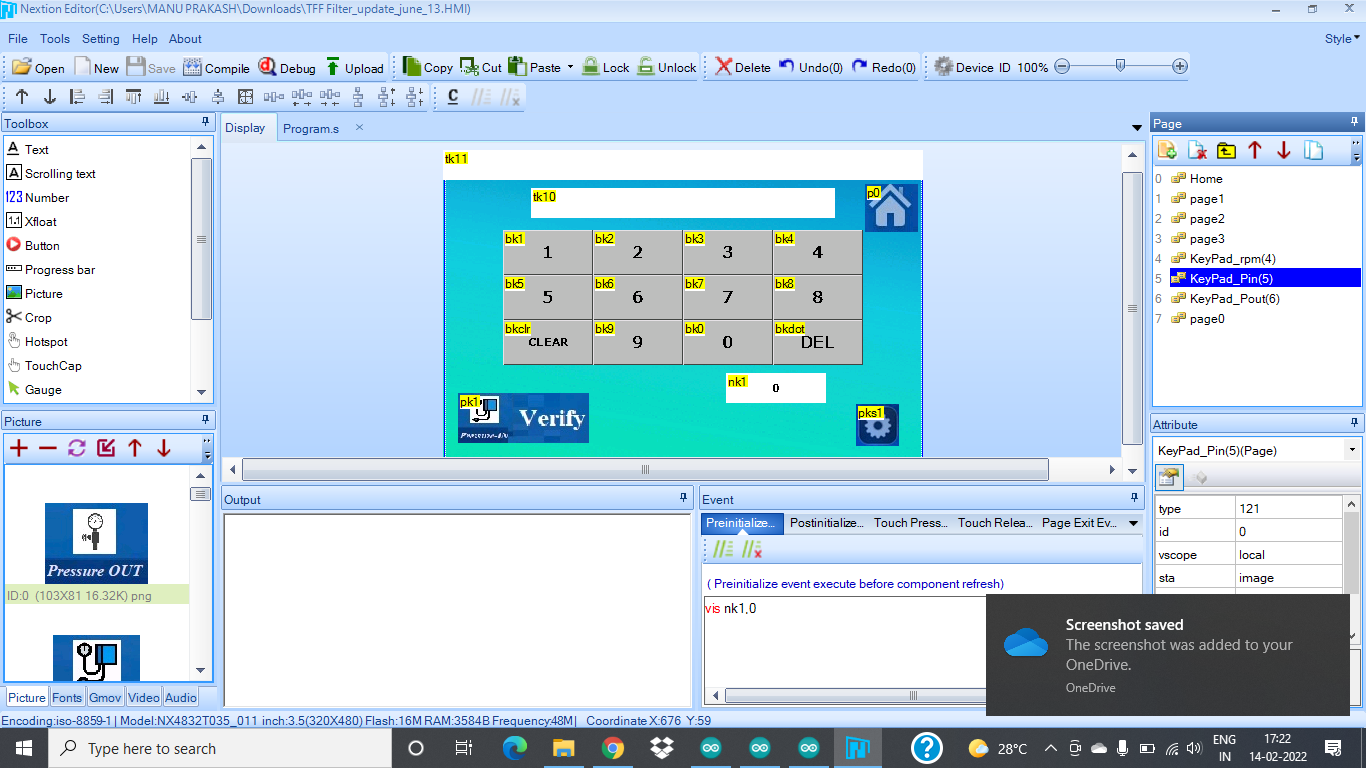 Nextion Editor(C:\Users\MANU PRAKASH\Downloads\TFF Filter_update_june_13.HMI)
File Tools Setting Help About Style
Open New Save Compile Debug Upload Copy Cut Paste Lock Unlock Delete Undo(0) Redo(0) Device ID 100%
C
Toolbox
Text
Scrolling text
123 Number
Xfloat
Button
Progress bar
Picture
Crop
Hotspot
TouchCap
Gauge
Picture
Pressure OUT
ID:0 (103X81 16.32K) png
Picture Fonts Gmov Video Audio
Display Program.s
tk11
tk10
p0
bk1 1 bk2 2 bk3 3 bk4 4
bk5 5 bk6 6 bk7 7 bk8 8
bkclr CLEAR bk9 9 bk0 0 bkdot DEL
nk1 0
pk1 Verify
pks1
Output
Event
Preinitialize... Postinitialize... Touch Press... Touch Relea... Page Exit Ev...
( Preinitialize event execute before component refresh)
vis nk1,0
Page
0 Home
1 page1
2 page2
3 page3
4 KeyPad_rpm(4)
5 KeyPad_Pin(5)
6 KeyPad_Pout(6)
7 page0
Attribute
KeyPad_Pin(5)(Page)
type 121
id 0
vscope local
sta image
Screenshot saved
The screenshot was added to your
OneDrive.
OneDrive
Encoding:iso-8859-1 | Model:NX4832T035_011 inch:3.5(320X480) Flash:16M RAM:3584B Frequency48M| Coordinate X:676 Y:59
Type here to search
28°C
ENG
IN
17:22
14-02-2022